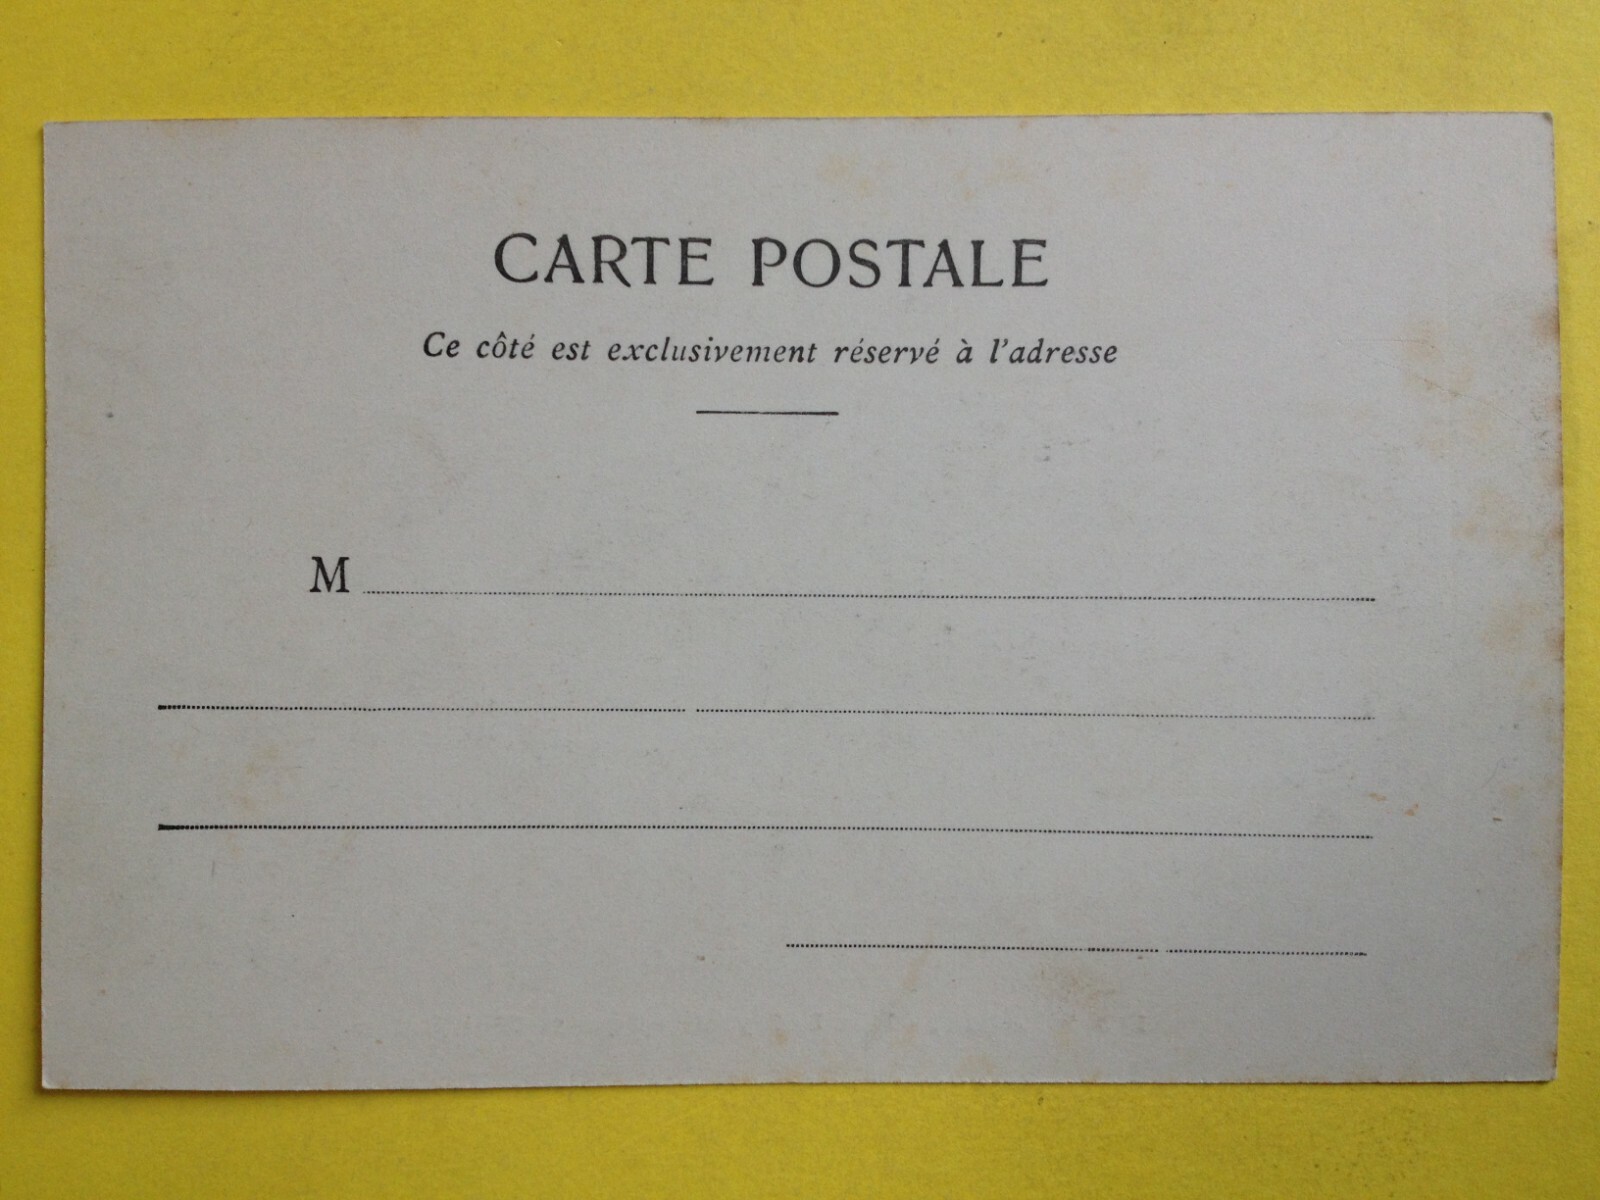 CARTE POSTALE
Ce côté est exclusivement réservé à l'adresse
M